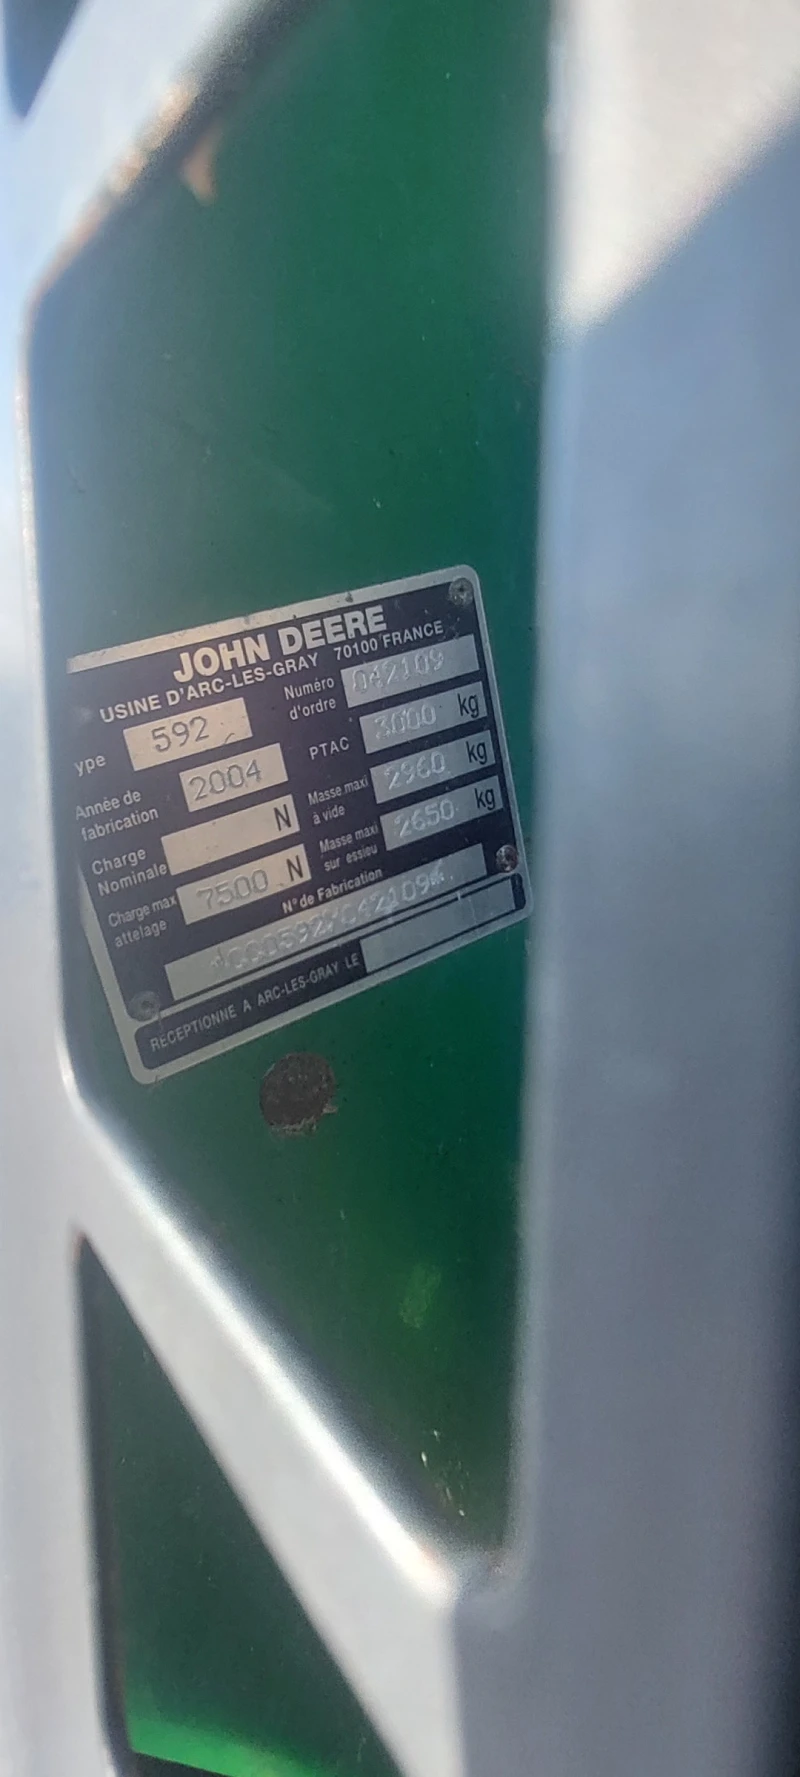 JOHN DEERE
USINE D'ARC-LES-GRAY 70100 FRANCE
ype 592 Numéro d'ordre 042109
Année de fabrication 2004 PTAC 3000 kg
Charge Nominale N Masse maxi à vide 2960 kg
Charge max attelage 7500 N Masse maxi sur essieu 2650 kg
N° de Fabrication
RECEPTIONNE A ARC-LES-GRAY LE